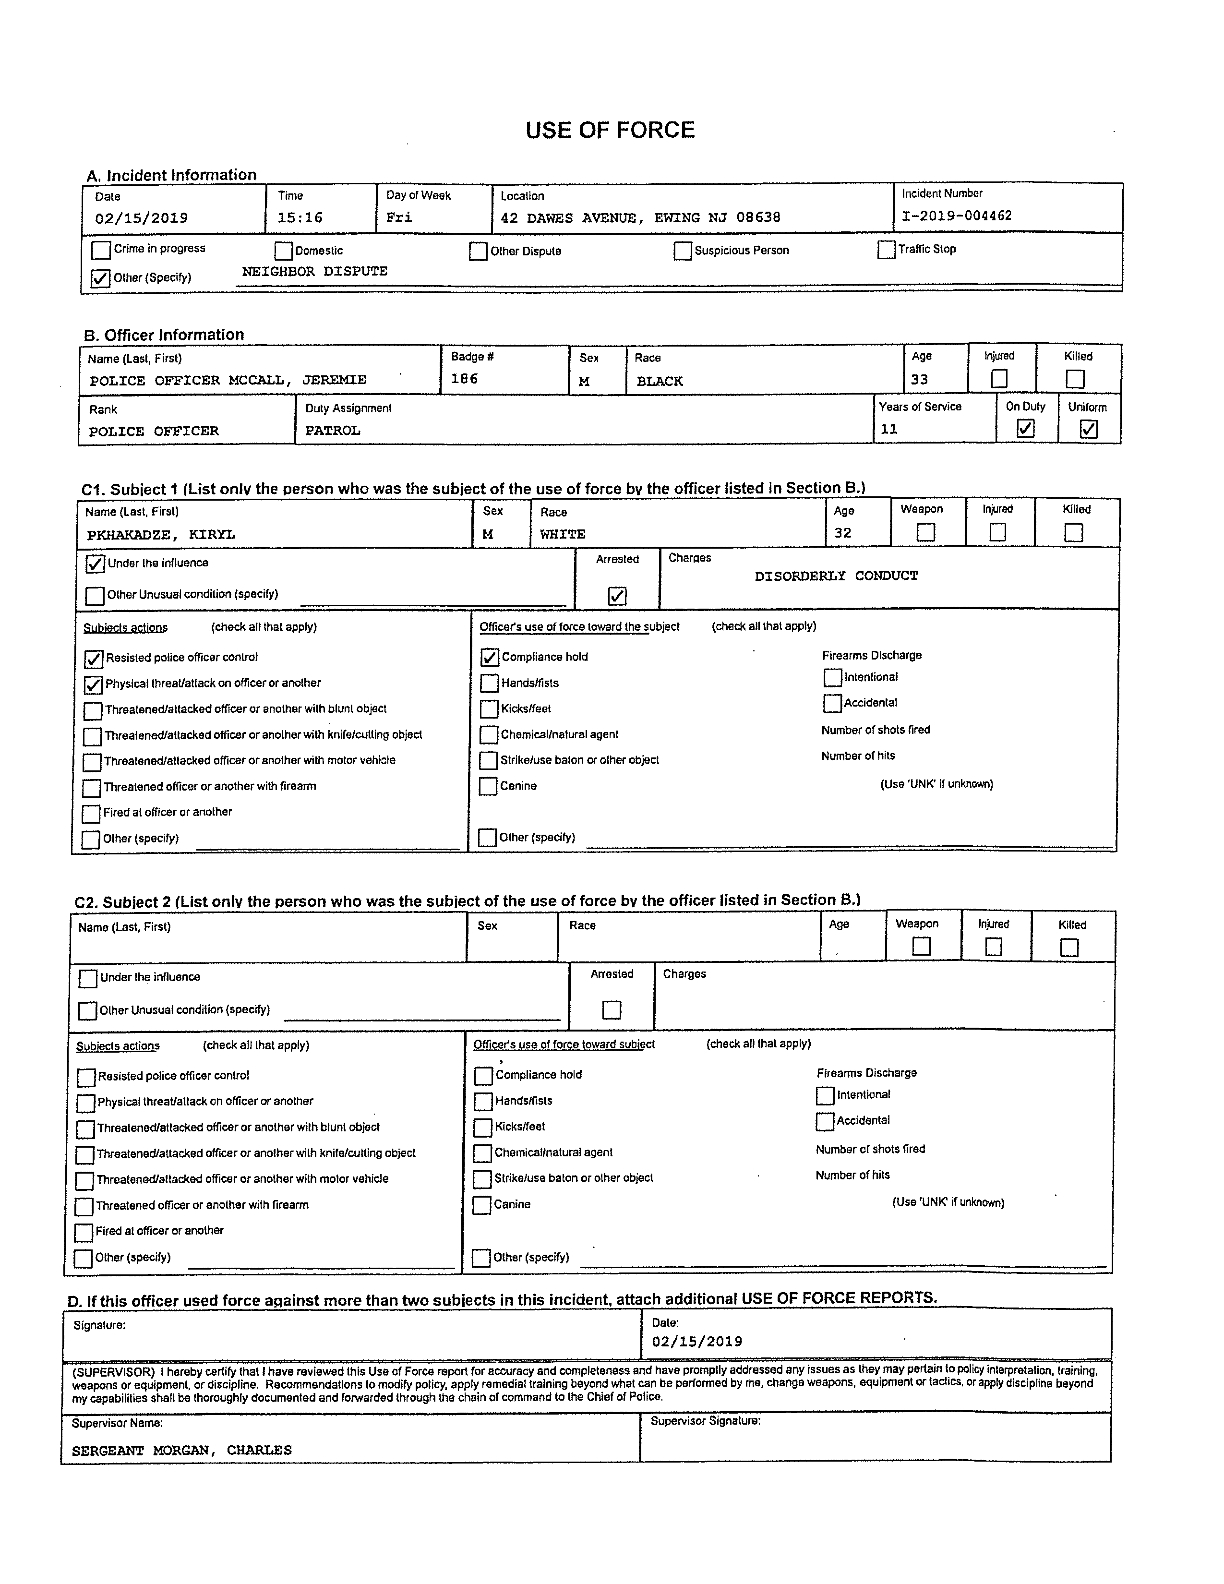 USE OF FORCE
A. Incident Information
Date Time Day of Week Location Incident Number
02/15/2019 15:16 Fri 42 DAWES AVENUE, EWING NJ 08638 I-2019-004462
Crime in progress Domestic Other Dispute Suspicious Person Traffic Stop
Other (Specify) NEIGHBOR DISPUTE
B. Officer Information
Name (Last, First) Badge # Sex Race Age Injured Killed
POLICE OFFICER MCCALL, JEREMIE 186 M BLACK 33
Rank Duty Assignment Years of Service On Duty Uniform
POLICE OFFICER PATROL 11
C1. Subject 1 (List only the person who was the subject of the use of force by the officer listed in Section B.)
Name (Last, First) Sex Race Age Weapon Injured Killed
PKHAKADZE, KIRYL M WHITE 32
Under the influence Arrested Charges
DISORDERLY CONDUCT
Other Unusual condition (specify)
Subjects actions (check all that apply) Officer's use of force toward the subject (check all that apply)
Resisted police officer control Compliance hold Firearms Discharge
Physical threat/attack on officer or another Hands/fists Intentional
Threatened/attacked officer or another with blunt object Kicks/feet Accidental
Threatened/attacked officer or another with knife/cutting object Chemical/natural agent Number of shots fired
Threatened/attacked officer or another with motor vehicle Strike/use baton or other object Number of hits
Threatened officer or another with firearm Canine (Use 'UNK' if unknown)
Fired at officer or another
Other (specify) Other (specify)
C2. Subject 2 (List only the person who was the subject of the use of force by the officer listed in Section B.)
Name (Last, First) Sex Race Age Weapon Injured Killed
Under the influence Arrested Charges
Other Unusual condition (specify)
Subjects actions (check all that apply) Officer's use of force toward subject (check all that apply)
Resisted police officer control Compliance hold Firearms Discharge
Physical threat/attack on officer or another Hands/fists Intentional
Threatened/attacked officer or another with blunt object Kicks/feet Accidental
Threatened/attacked officer or another with knife/cutting object Chemical/natural agent Number of shots fired
Threatened/attacked officer or another with motor vehicle Strike/use baton or other object Number of hits
Threatened officer or another with firearm Canine (Use 'UNK' if unknown)
Fired at officer or another
Other (specify) Other (specify)
D. If this officer used force against more than two subjects in this incident, attach additional USE OF FORCE REPORTS.
Signature: Date:
02/15/2019
(SUPERVISOR) I hereby certify that I have reviewed this Use of Force report for accuracy and completeness and have promptly addressed any issues as they may pertain to policy interpretation, training,
weapons or equipment, or discipline. Recommendations to modify policy, apply remedial training beyond what can be performed by me, change weapons, equipment or tactics, or apply discipline beyond
my capabilities shall be thoroughly documented and forwarded through the chain of command to the Chief of Police.
Supervisor Name: Supervisor Signature:
SERGEANT MORGAN, CHARLES